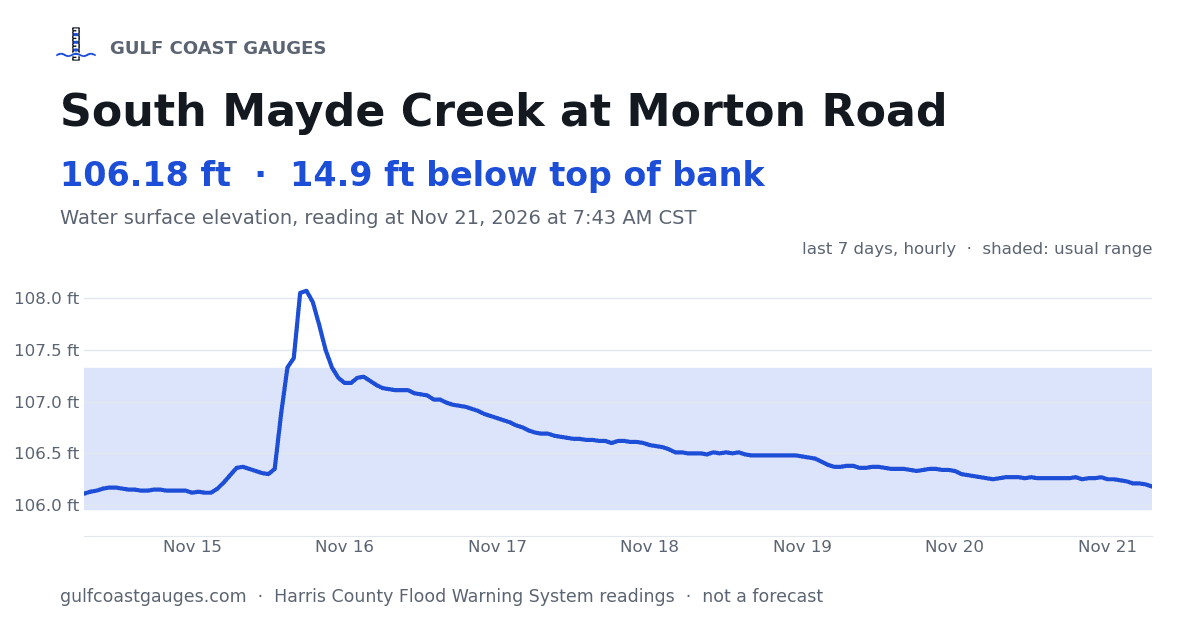 GULF COAST GAUGES
South Mayde Creek at Morton Road
106.18 ft · 14.9 ft below top of bank
Water surface elevation, reading at Nov 21, 2026 at 7:43 AM CST
last 7 days, hourly · shaded: usual range
108.0 ft
107.5 ft
107.0 ft
106.5 ft
106.0 ft
Nov 15 Nov 16 Nov 17 Nov 18 Nov 19 Nov 20 Nov 21
gulfcoastgauges.com · Harris County Flood Warning System readings · not a forecast